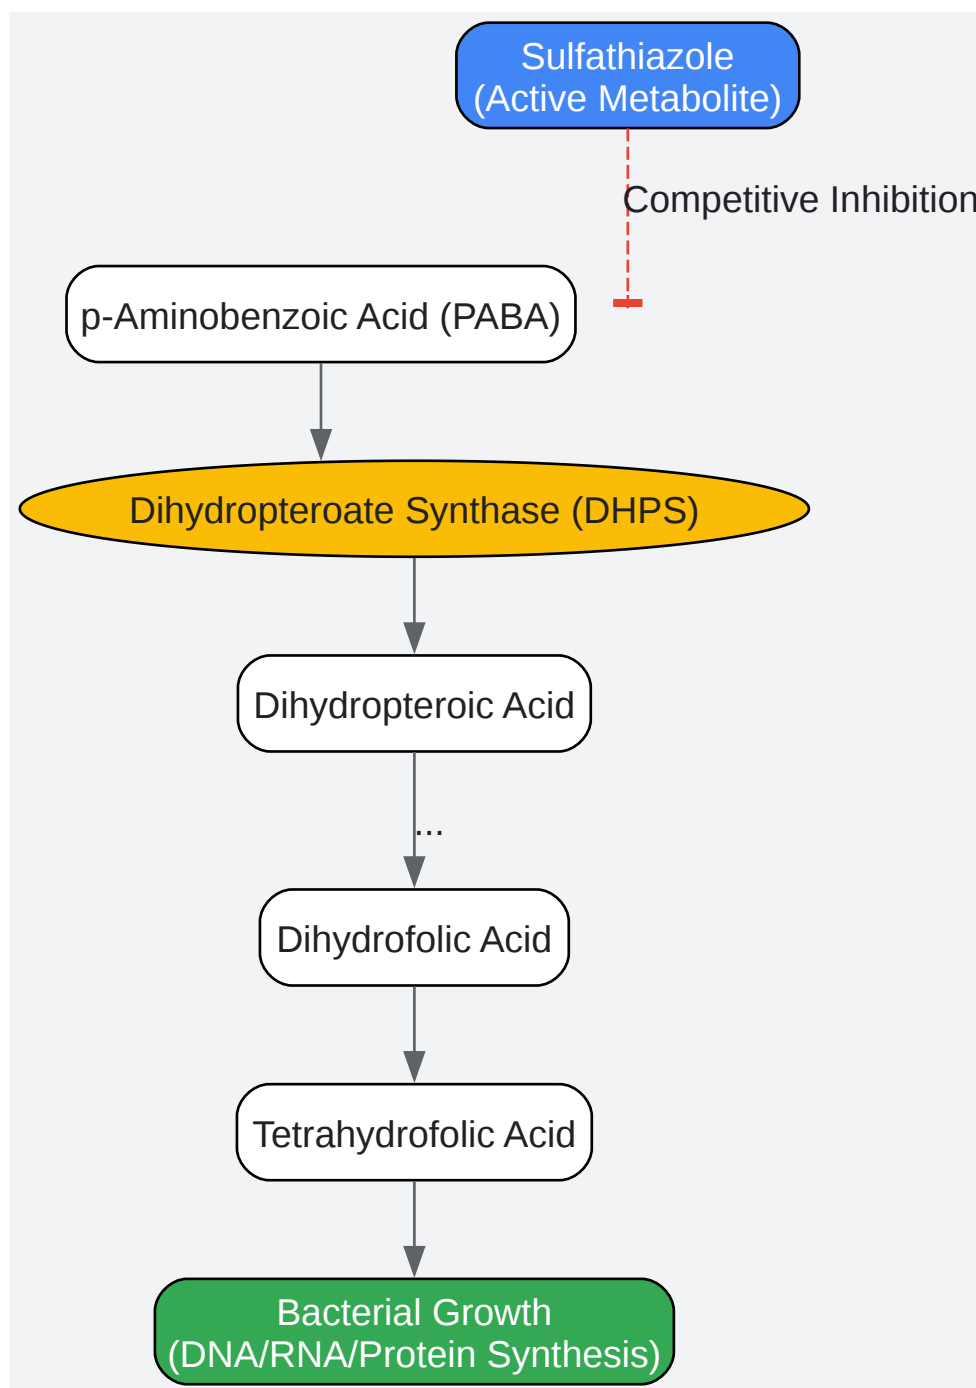 Sulfathiazole
(Active Metabolite)
Competitive Inhibition
p-Aminobenzoic Acid (PABA)
Dihydropteroate Synthase (DHPS)
Dihydropteroic Acid
...
Dihydrofolic Acid
Tetrahydrofolic Acid
Bacterial Growth
(DNA/RNA/Protein Synthesis)